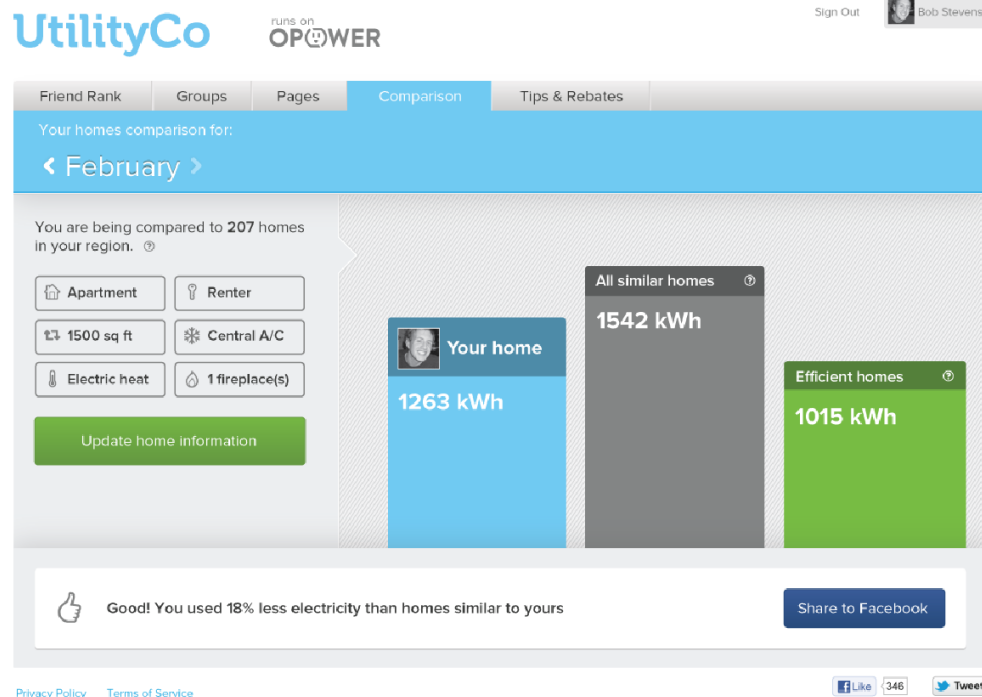 UtilityCo
runs on
OPOWER
Sign Out
Bob Stevens
Friend Rank
Groups
Pages
Comparison
Tips & Rebates
Your homes comparison for:
< February >
You are being compared to 207 homes
in your region. ?
Apartment
Renter
1500 sq ft
Central A/C
Electric heat
1 fireplace(s)
Update home information
Your home
1263 kWh
All similar homes ?
1542 kWh
Efficient homes ?
1015 kWh
Good! You used 18% less electricity than homes similar to yours
Share to Facebook
Privacy Policy
Terms of Service
f Like
346
Tweet